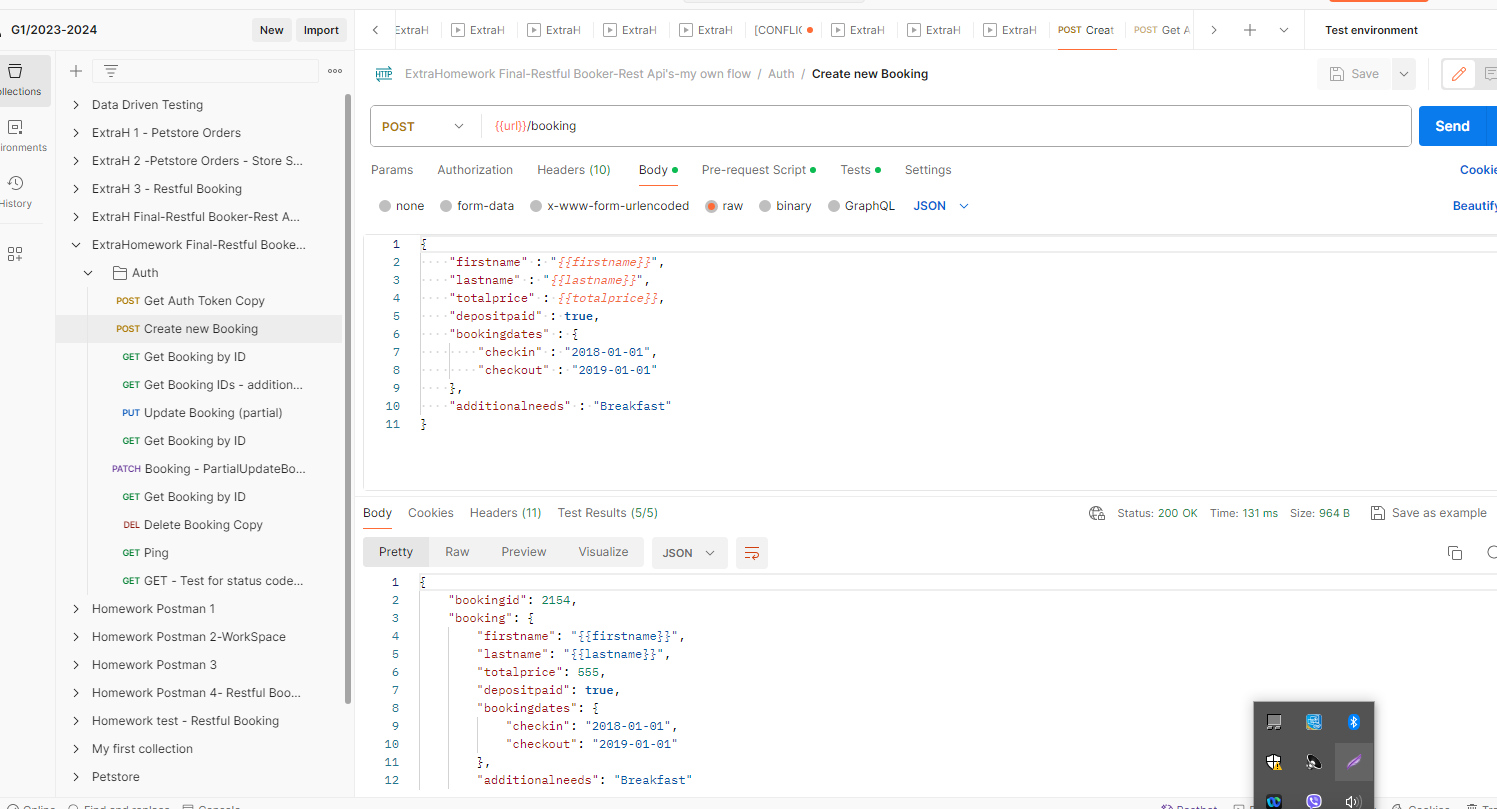 G1/2023-2024
New
Import
ExtraH
ExtraH
ExtraH
ExtraH
[CONFLIC
ExtraH
ExtraH
ExtraH
POST Creat
POST Get A
Test environment
ollections
ironments
History
Data Driven Testing
ExtraH 1 - Petstore Orders
ExtraH 2 -Petstore Orders - Store S...
ExtraH 3 - Restful Booking
ExtraH Final-Restful Booker-Rest A...
ExtraHomework Final-Restful Booke...
Auth
POST Get Auth Token Copy
POST Create new Booking
GET Get Booking by ID
GET Get Booking IDs - addition...
PUT Update Booking (partial)
GET Get Booking by ID
PATCH Booking - PartialUpdateBo...
GET Get Booking by ID
DEL Delete Booking Copy
GET Ping
GET GET - Test for status code...
Homework Postman 1
Homework Postman 2-WorkSpace
Homework Postman 3
Homework Postman 4- Restful Boo...
Homework test - Restful Booking
My first collection
Petstore
HTTP ExtraHomework Final-Restful Booker-Rest Api's-my own flow / Auth / Create new Booking
Save
POST {{url}}/booking
Send
Params Authorization Headers (10) Body Pre-request Script Tests Settings
Cookie
none form-data x-www-form-urlencoded raw binary GraphQL JSON
Beautify
1 {
2 "firstname" : "{{firstname}}",
3 "lastname" : "{{lastname}}",
4 "totalprice" : {{totalprice}},
5 "depositpaid" : true,
6 "bookingdates" : {
7 "checkin" : "2018-01-01",
8 "checkout" : "2019-01-01"
9 },
10 "additionalneeds" : "Breakfast"
11 }
Body Cookies Headers (11) Test Results (5/5)
Status: 200 OK Time: 131 ms Size: 964 B Save as example
Pretty Raw Preview Visualize JSON
1 {
2 "bookingid": 2154,
3 "booking": {
4 "firstname": "{{firstname}}",
5 "lastname": "{{lastname}}",
6 "totalprice": 555,
7 "depositpaid": true,
8 "bookingdates": {
9 "checkin": "2018-01-01",
10 "checkout": "2019-01-01"
11 },
12 "additionalneeds": "Breakfast"
Online Find and replace Console
Postbot
Cookies